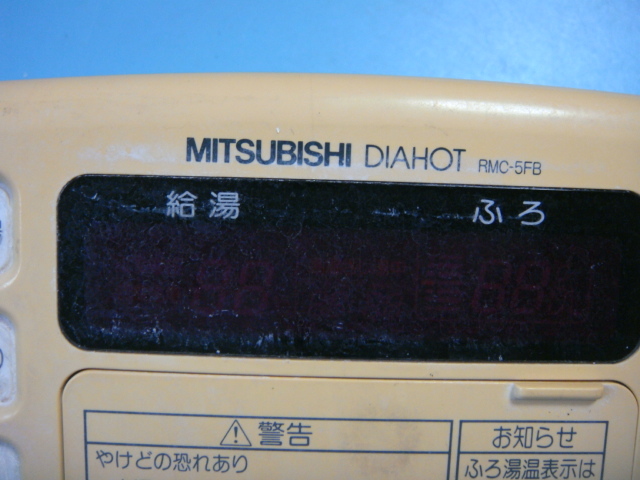 MITSUBISHI DIAHOT RMC-5FB
給湯 ふろ
⚠警告
やけどの恐れあり
お知らせ
ふろ湯温表示は